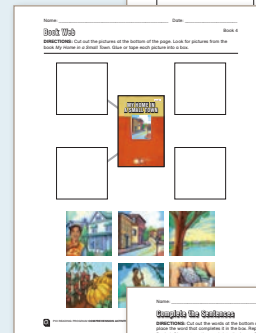 Name: Date:
Book Web
Book 4
DIRECTIONS: Cut out the pictures at the bottom of the page. Look for pictures from the
book My Home in a Small Town. Glue or tape each picture into a box.
MY HOME IN
A SMALL TOWN
Name:
Complete the Sentences
DIRECTIONS: Cut out the words at the bottom
place the word that completes it in the box.